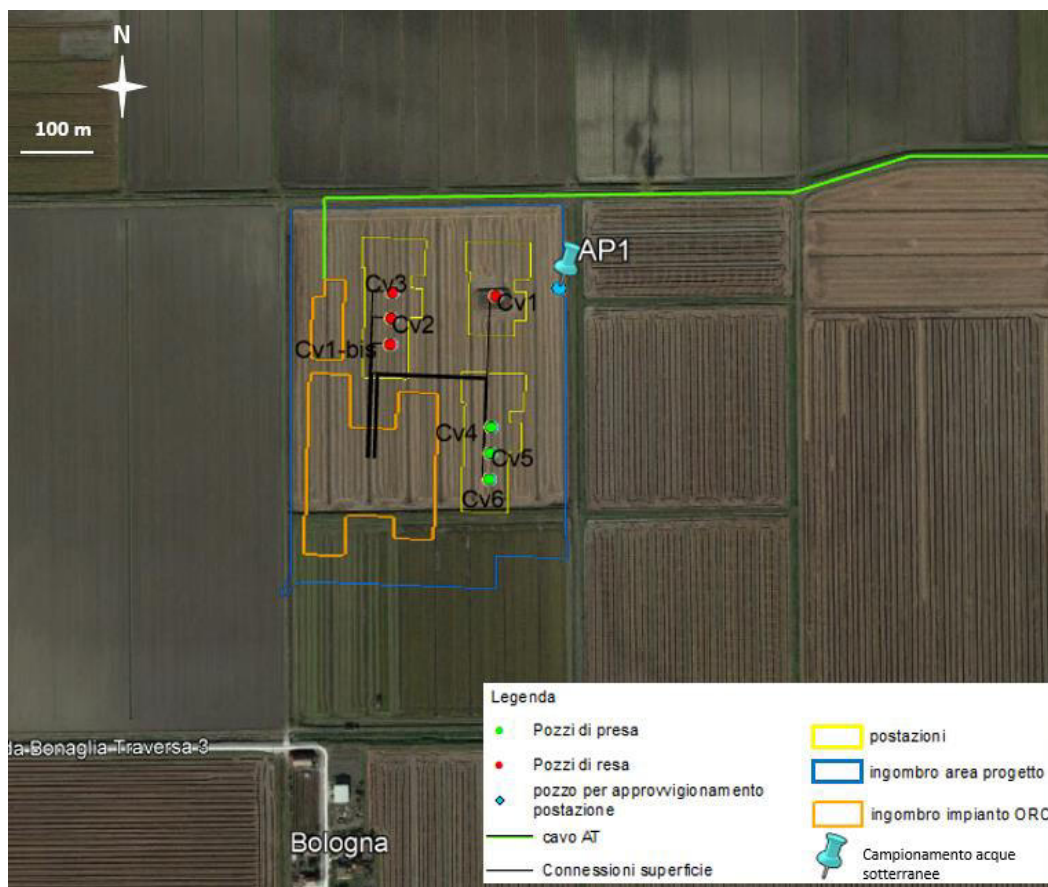 N
100 m
AP1
Cv3
Cv1
Cv2
Cv1-bis
Cv4
Cv5
Cv6
da Bonaglia Traversa 3
Bologna
Legenda
Pozzi di presa
Pozzi di resa
pozzo per approvvigionamento
postazione
cavo AT
Connessioni superficie
postazioni
ingombro area progetto
ingombro impianto ORC
Campionamento acque
sotterranee